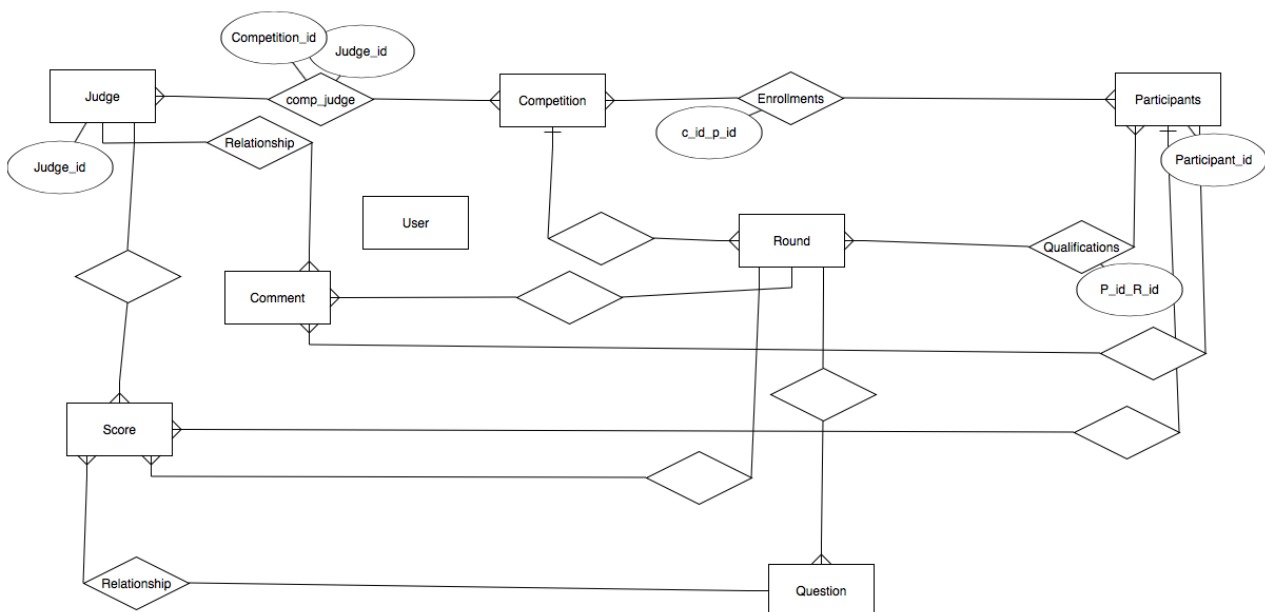 Competition_id
Judge_id
Judge
comp_judge
Competition
Enrollments
Participants
c_id_p_id
Relationship
Judge_id
Participant_id
User
Round
Qualifications
P_id_R_id
Comment
Score
Relationship
Question